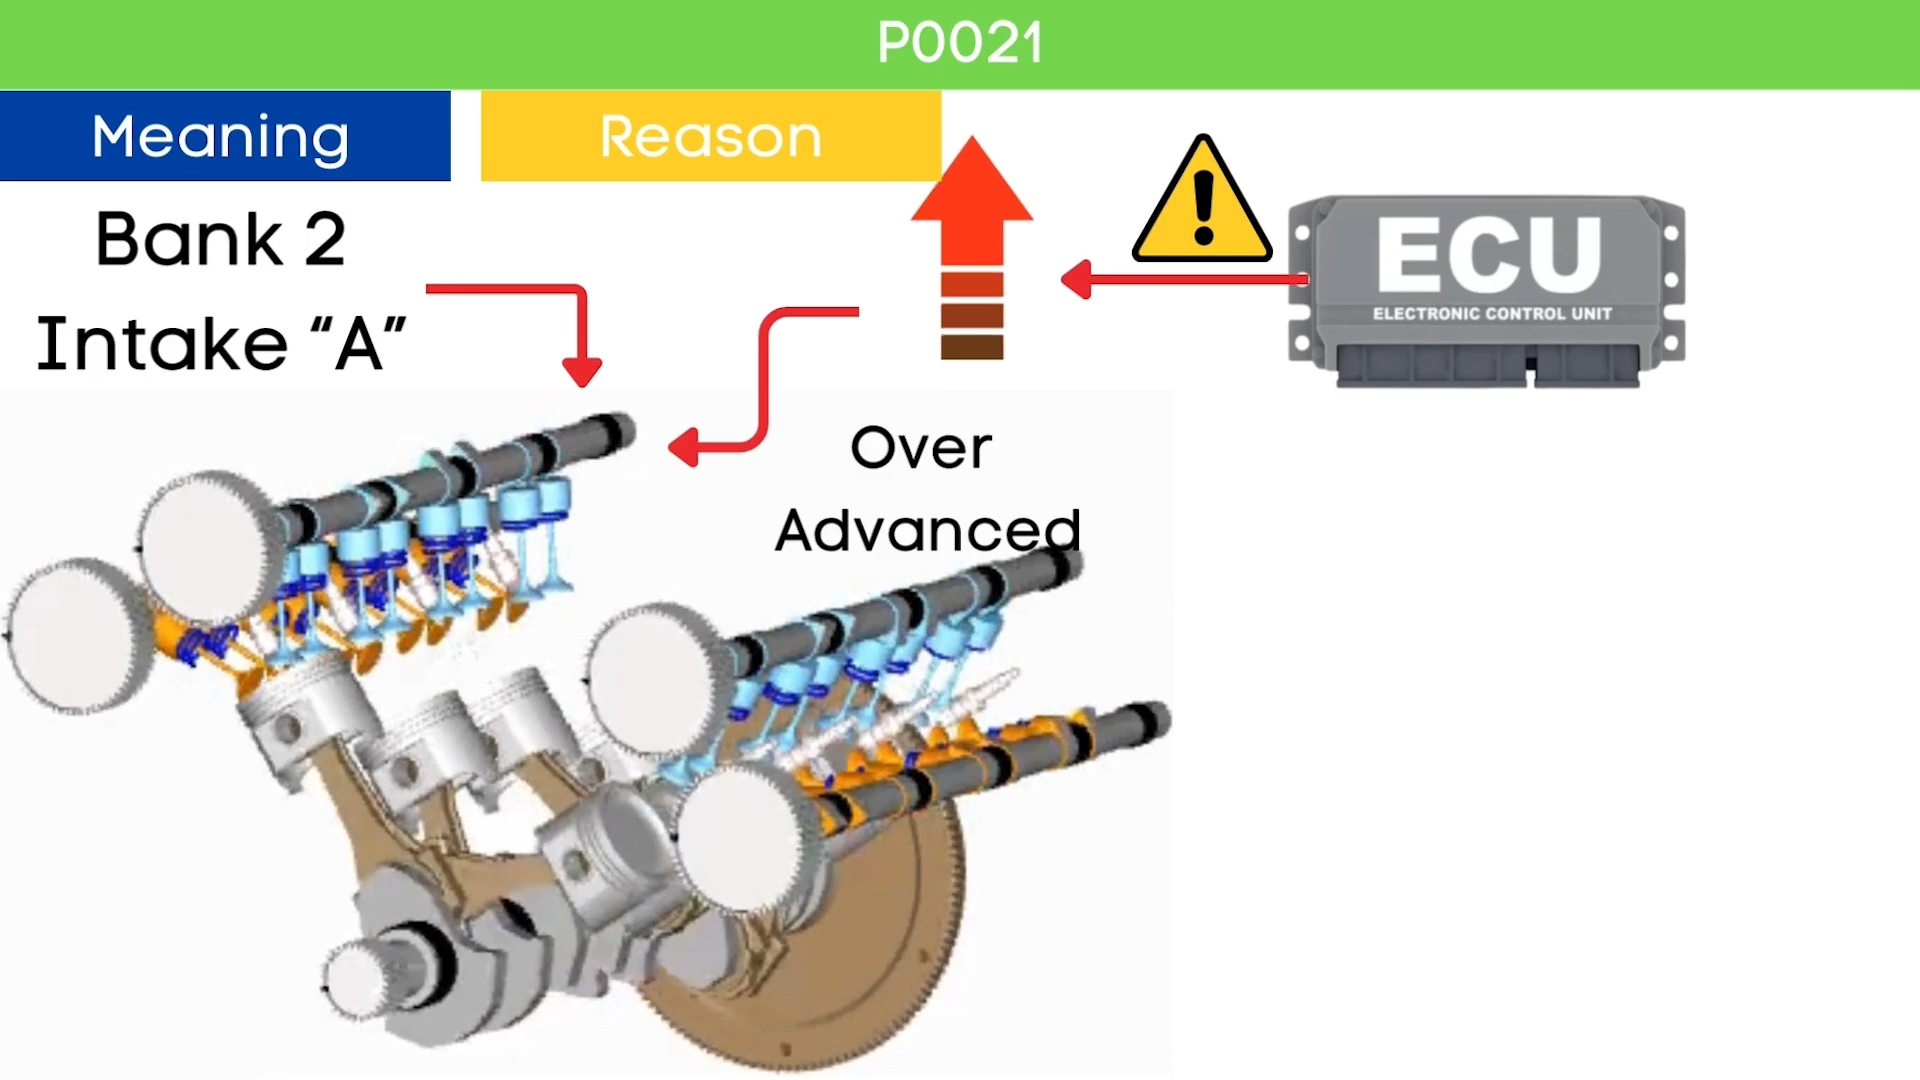 P0021
Meaning
Reason
Bank 2
Intake “A”
ECU
ELECTRONIC CONTROL UNIT
Over
Advanced